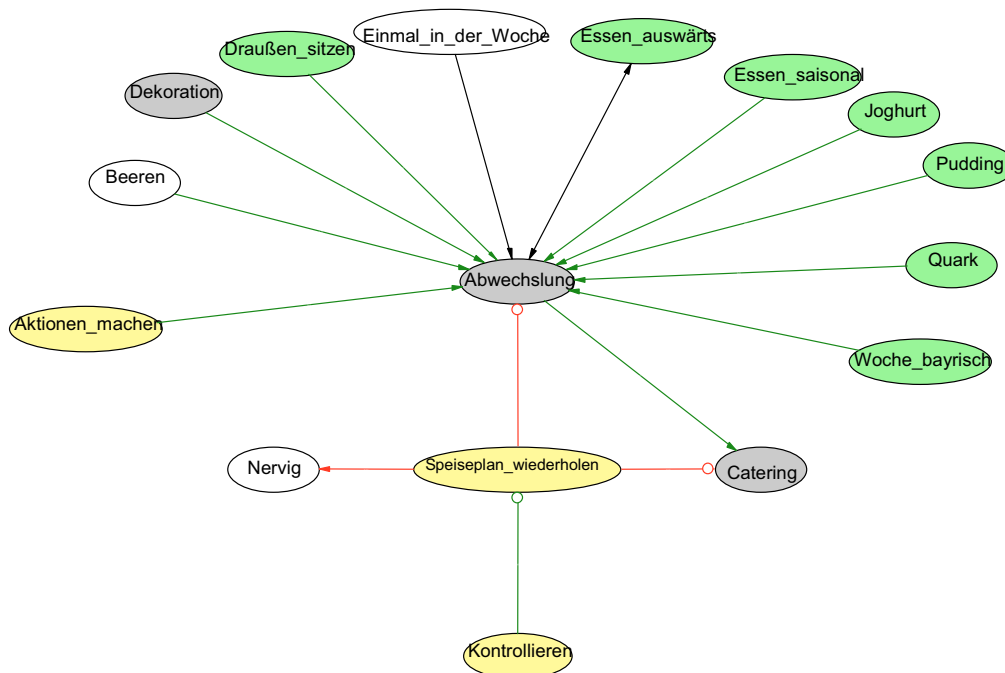 Einmal_in_der_Woche
Essen_auswärts
Draußen_sitzen
Essen_saisonal
Dekoration
Joghurt
Pudding
Beeren
Quark
Abwechslung
Aktionen_machen
Woche_bayrisch
Nervig
Speiseplan_wiederholen
Catering
Kontrollieren